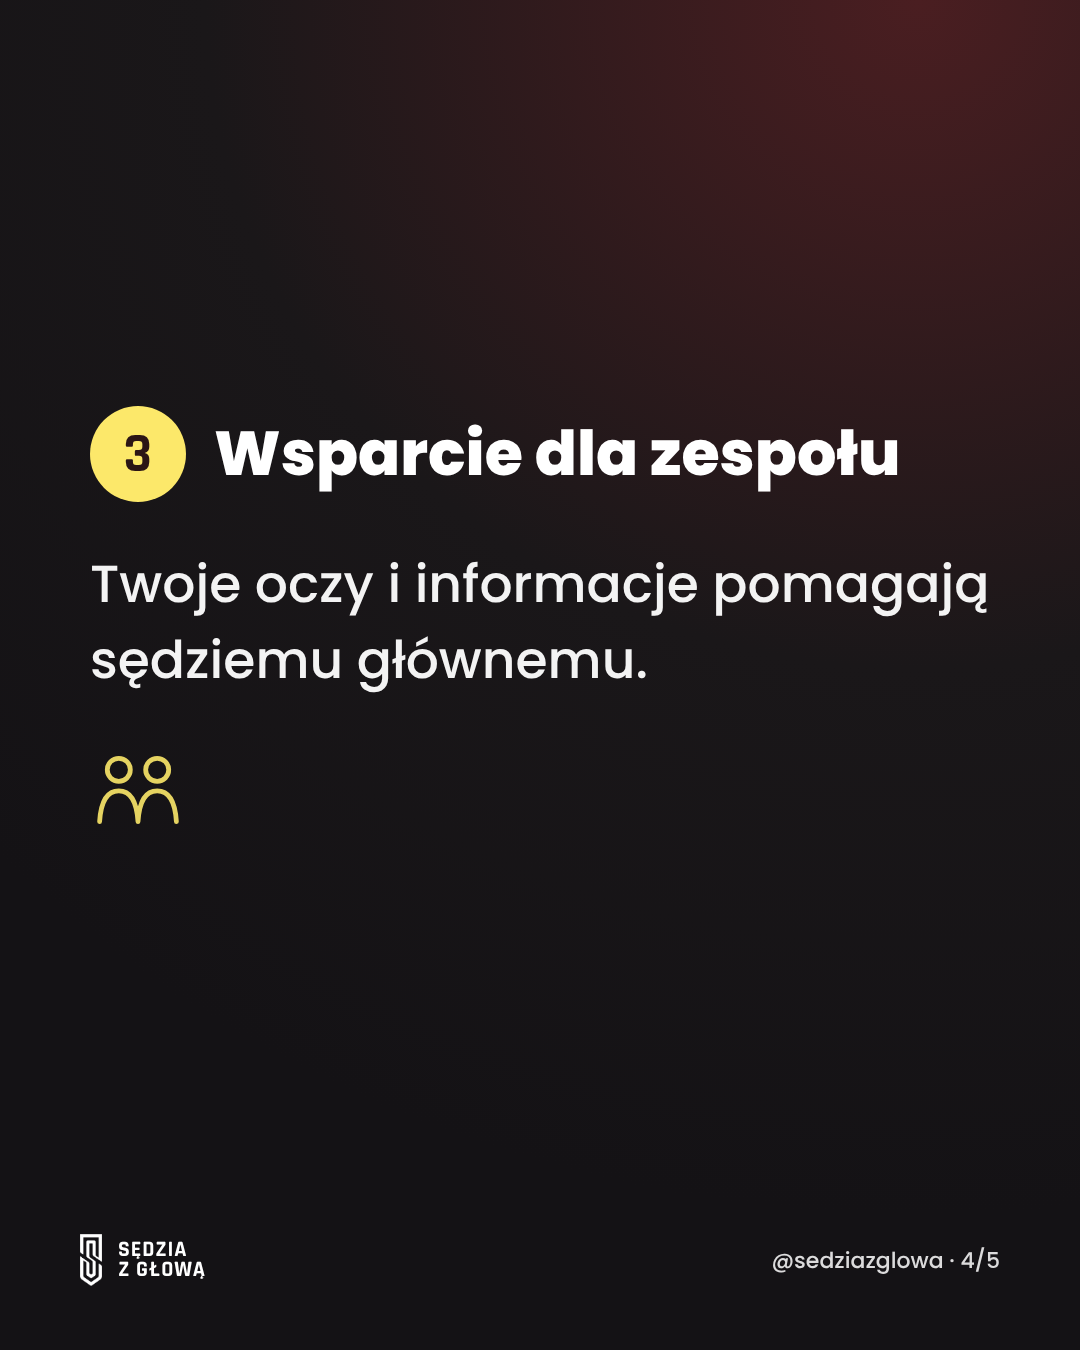 3 Wsparcie dla zespołu
Twoje oczy i informacje pomagają
sędziemu głównemu.
SĘDZIA
Z GŁOWĄ
@sedziazglowa · 4/5